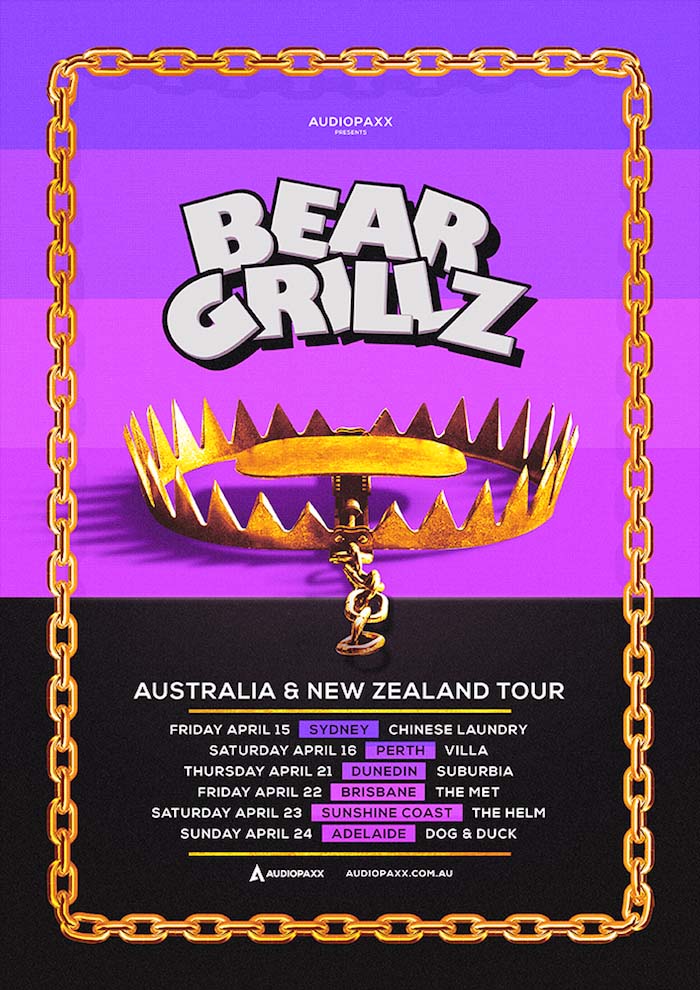 AUDIOPAXX
PRESENTS
BEAR
GRILLZ
AUSTRALIA & NEW ZEALAND TOUR
FRIDAY APRIL 15 SYDNEY CHINESE LAUNDRY
SATURDAY APRIL 16 PERTH VILLA
THURSDAY APRIL 21 DUNEDIN SUBURBIA
FRIDAY APRIL 22 BRISBANE THE MET
SATURDAY APRIL 23 SUNSHINE COAST THE HELM
SUNDAY APRIL 24 ADELAIDE DOG & DUCK
AUDIOPAXX AUDIOPAXX.COM.AU